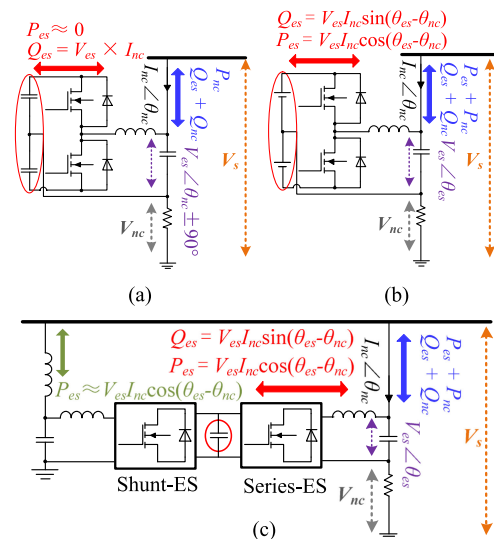 P_es ≈ 0
Q_es = V_es × I_nc
I_nc∠θ_nc
P_nc
Q_es + Q_nc
V_es∠θ_nc±90°
V_nc
V_s
(a)
Q_es = V_es I_nc sin(θ_es-θ_nc)
P_es = V_es I_nc cos(θ_es-θ_nc)
I_nc∠θ_nc
P_es + P_nc
Q_es + Q_nc
V_es∠θ_es
V_nc
V_s
(b)
Q_es = V_es I_nc sin(θ_es-θ_nc)
P_es = V_es I_nc cos(θ_es-θ_nc)
P_es ≈ V_es I_nc cos(θ_es-θ_nc)
I_nc∠θ_nc
P_es + P_nc
Q_es + Q_nc
V_es∠θ_es
V_nc
V_s
Shunt-ES
Series-ES
(c)